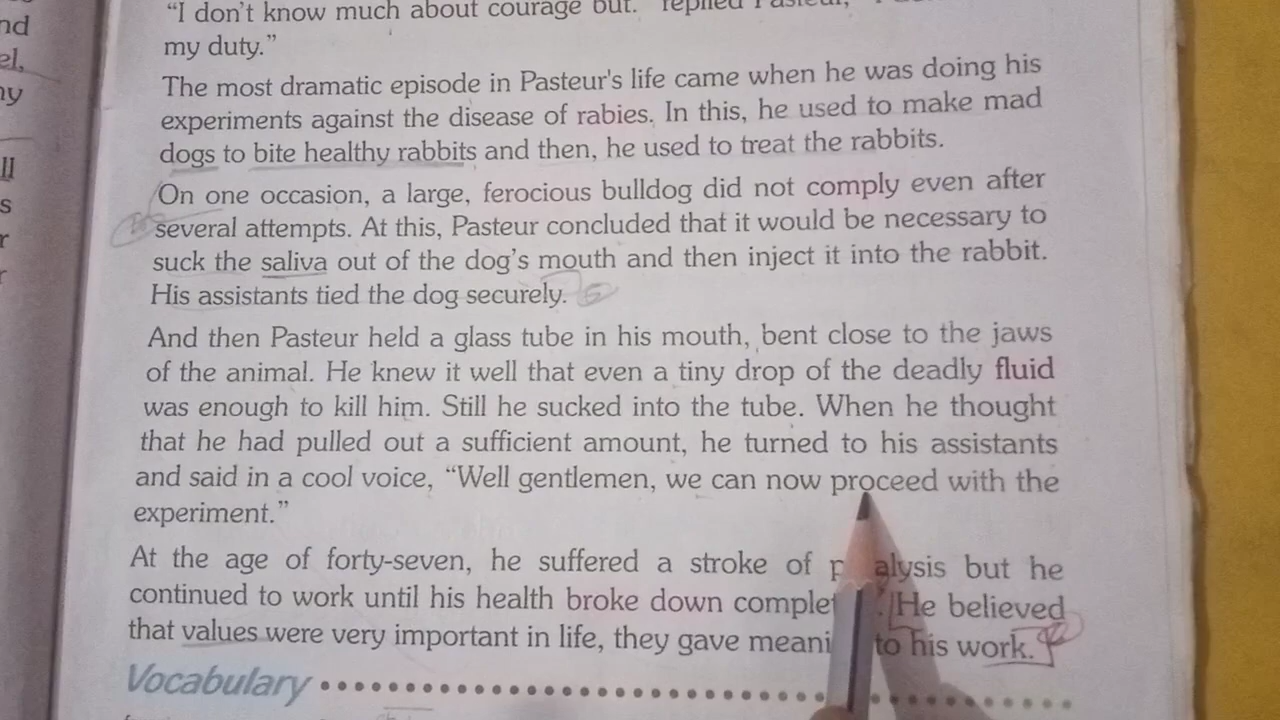 nd
el,
ny
ll
s
r
r
"I don't know much about courage but." replied Pasteur,
my duty."
The most dramatic episode in Pasteur's life came when he was doing his
experiments against the disease of rabies. In this, he used to make mad
dogs to bite healthy rabbits and then, he used to treat the rabbits.
On one occasion, a large, ferocious bulldog did not comply even after
several attempts. At this, Pasteur concluded that it would be necessary to
suck the saliva out of the dog's mouth and then inject it into the rabbit.
His assistants tied the dog securely.
And then Pasteur held a glass tube in his mouth, bent close to the jaws
of the animal. He knew it well that even a tiny drop of the deadly fluid
was enough to kill him. Still he sucked into the tube. When he thought
that he had pulled out a sufficient amount, he turned to his assistants
and said in a cool voice, "Well gentlemen, we can now proceed with the
experiment."
At the age of forty-seven, he suffered a stroke of p alysis but he
continued to work until his health broke down complet He believed
that values were very important in life, they gave meani to his work.
Vocabulary